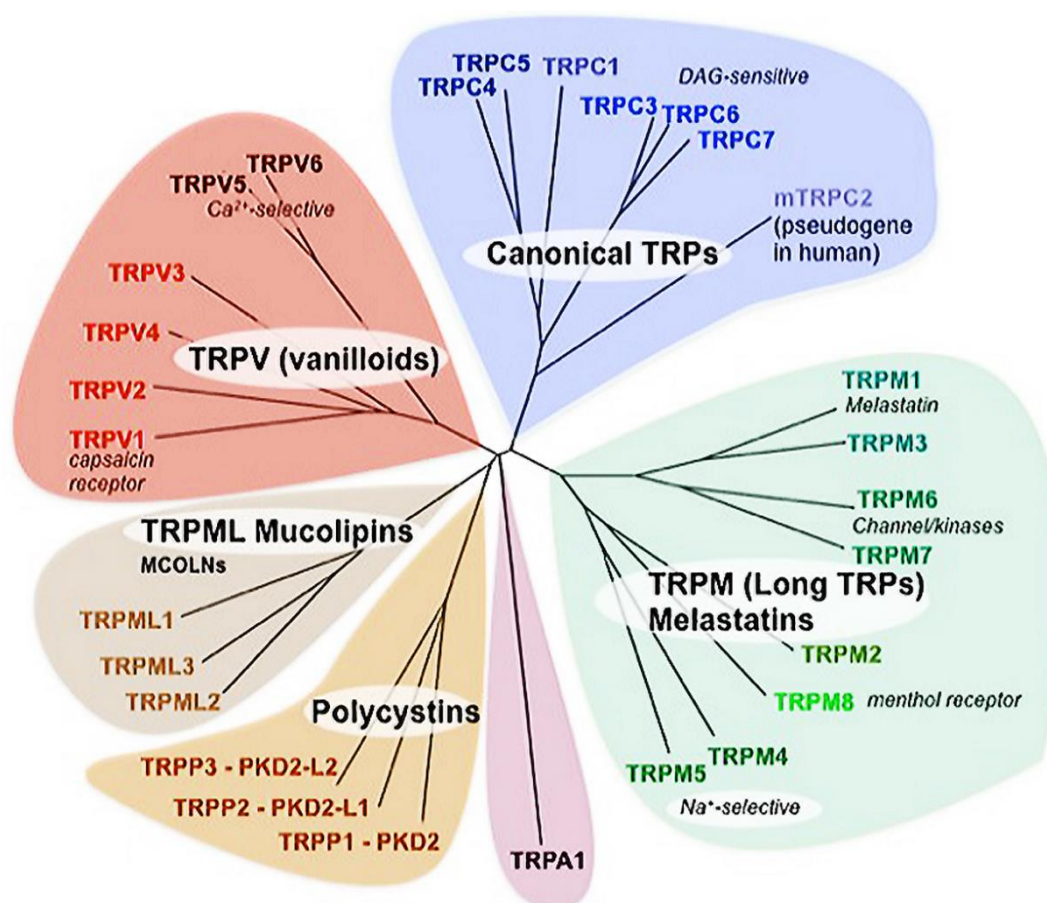 TRPC5
TRPC1
TRPC4
DAG-sensitive
TRPC3
TRPC6
TRPC7
mTRPC2
(pseudogene
in human)
Canonical TRPs
TRPV6
TRPV5
Ca²⁺-selective
TRPV3
TRPV4
TRPV (vanilloids)
TRPV2
TRPV1
capsaicin
receptor
TRPM1
Melastatin
TRPM3
TRPM6
Channel/kinases
TRPM7
TRPM (Long TRPs)
Melastatins
TRPM2
TRPM8 menthol receptor
TRPM4
TRPM5
Na⁺-selective
TRPML Mucolipins
MCOLNs
TRPML1
TRPML3
TRPML2
Polycystins
TRPP3 - PKD2-L2
TRPP2 - PKD2-L1
TRPP1 - PKD2
TRPA1